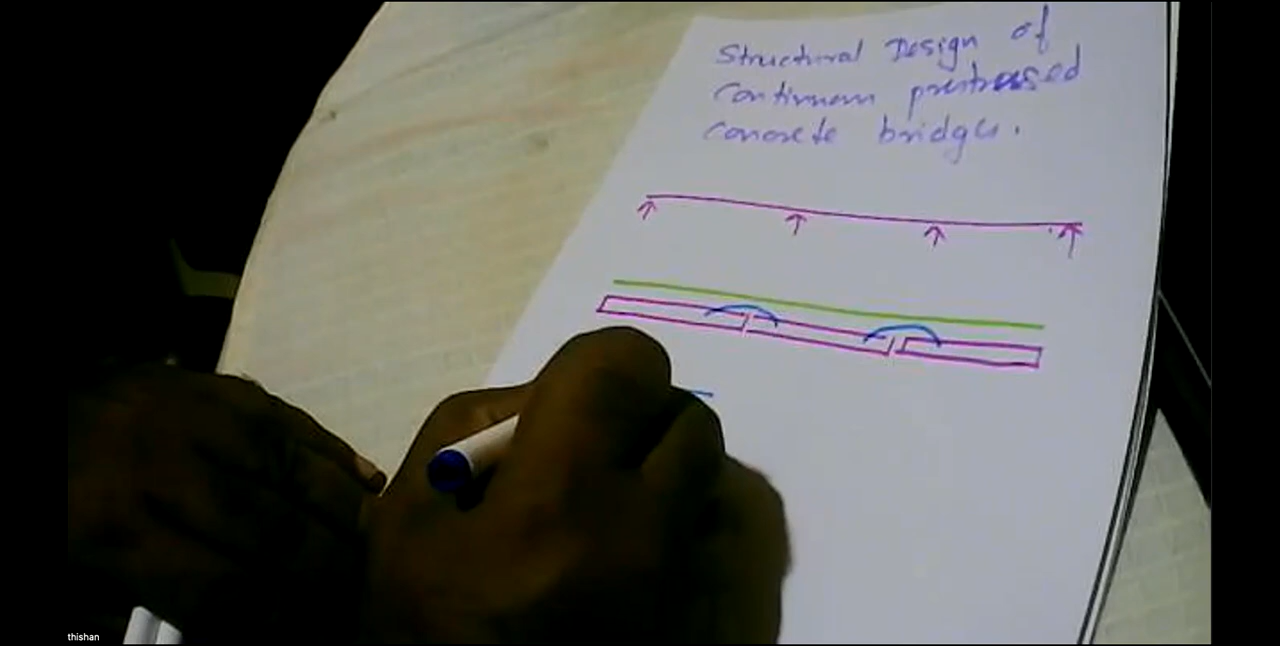 Structural Design of
Continuous prestressed
concrete bridges.
thishan